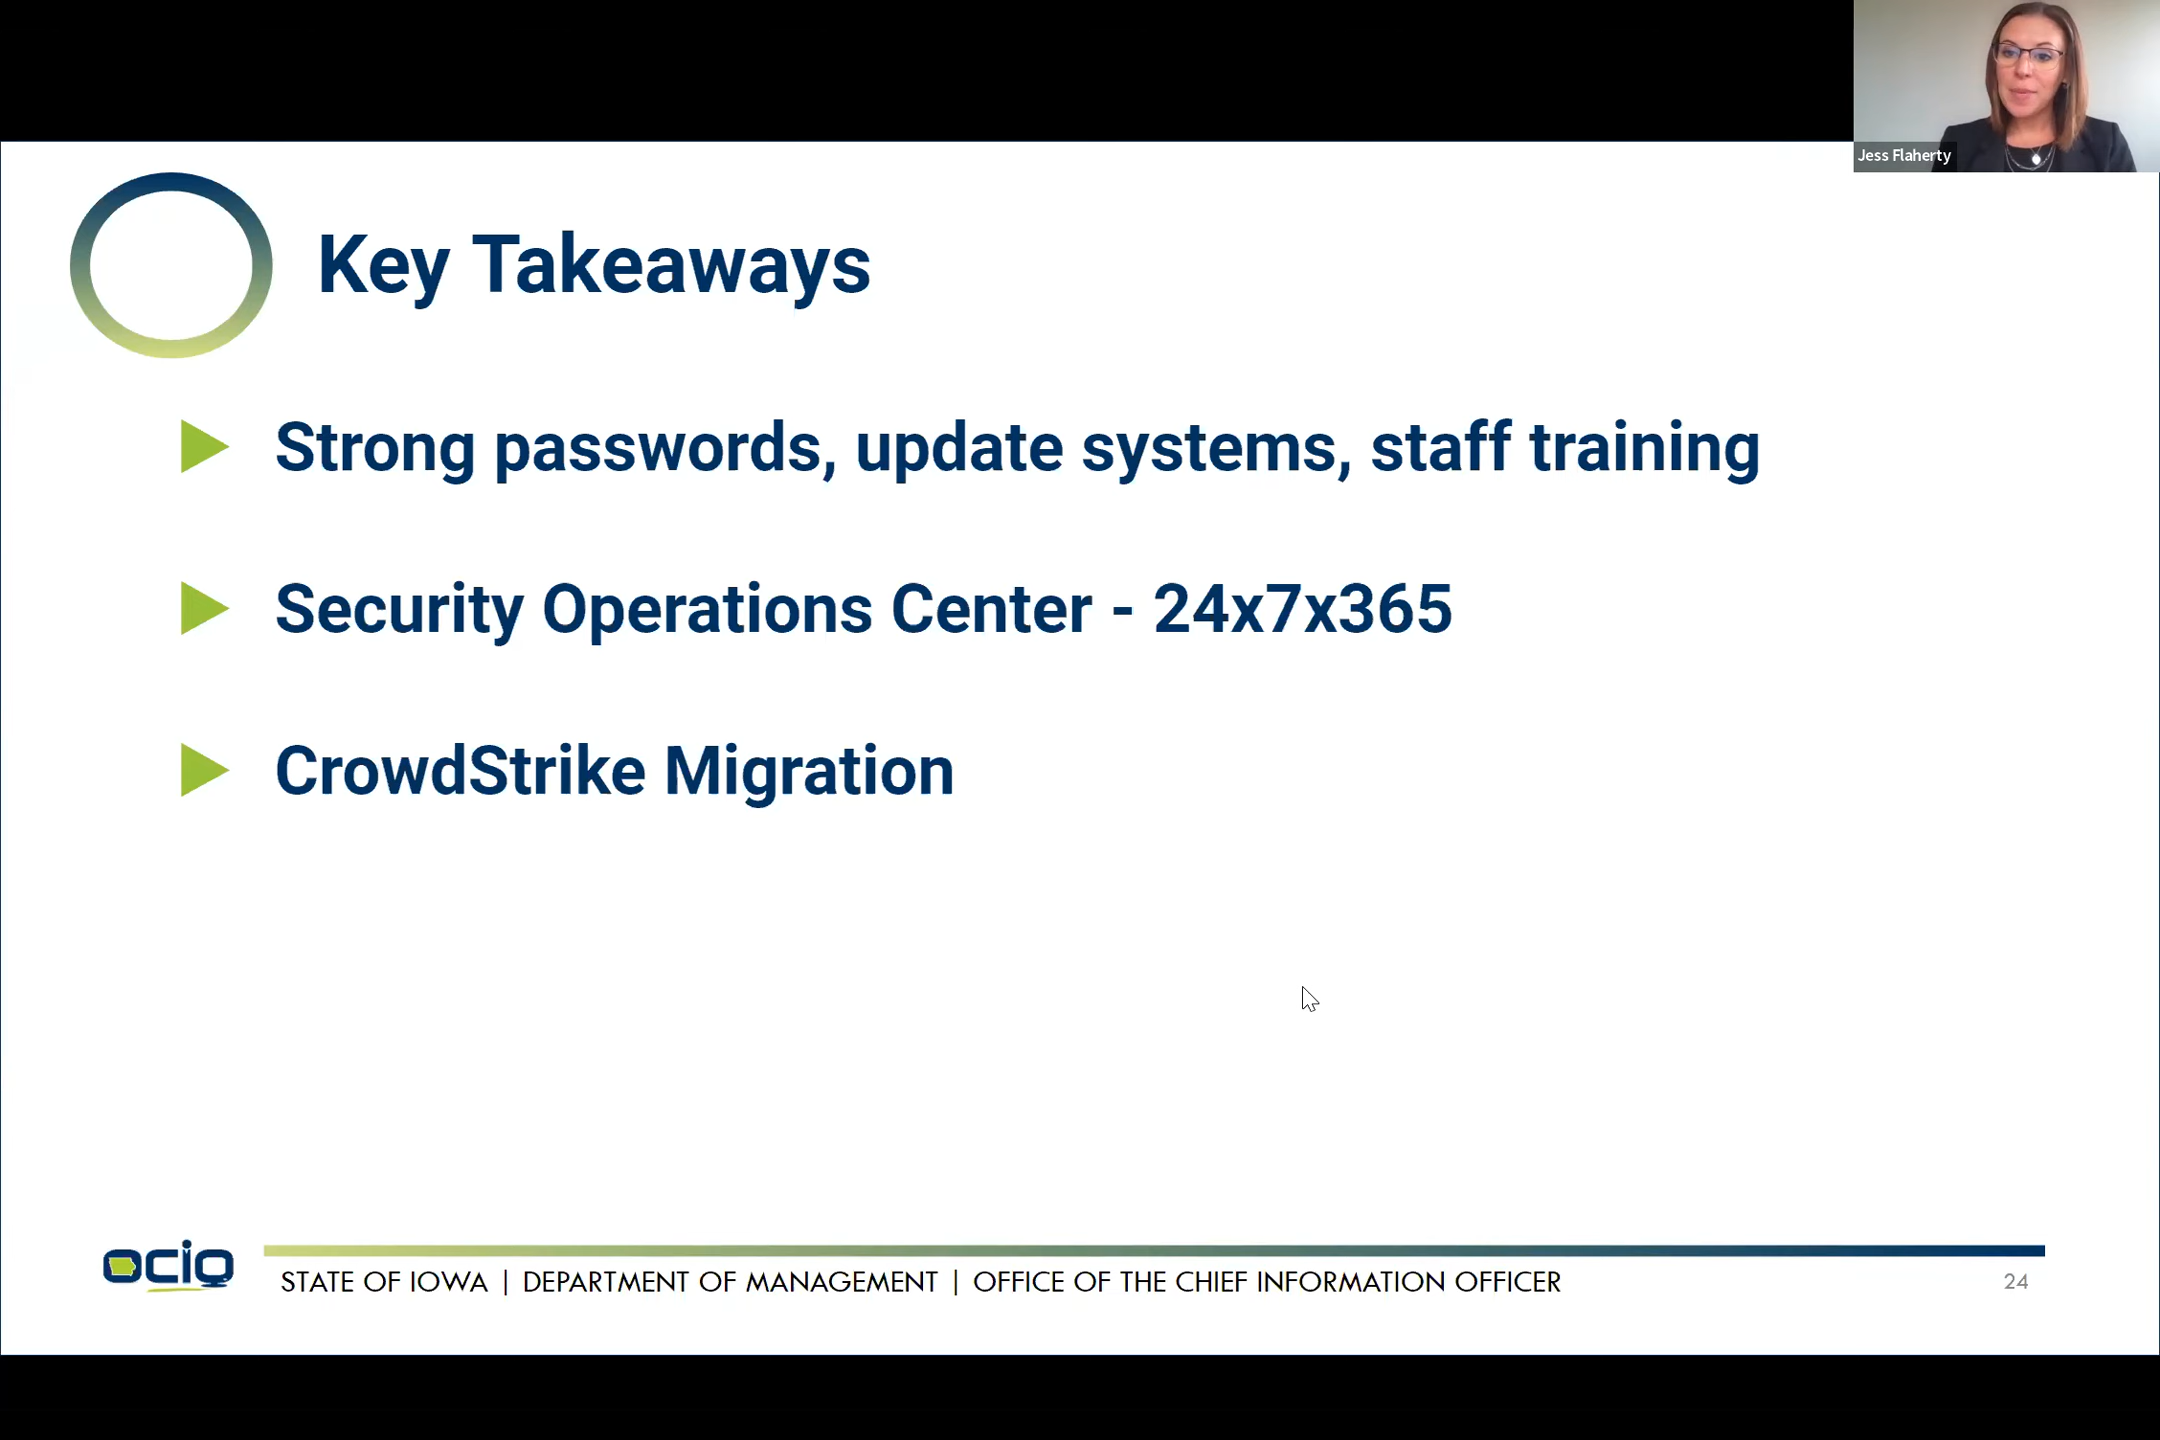 Jess Flaherty
Key Takeaways
Strong passwords, update systems, staff training
Security Operations Center - 24x7x365
CrowdStrike Migration
ocio
STATE OF IOWA | DEPARTMENT OF MANAGEMENT | OFFICE OF THE CHIEF INFORMATION OFFICER
24